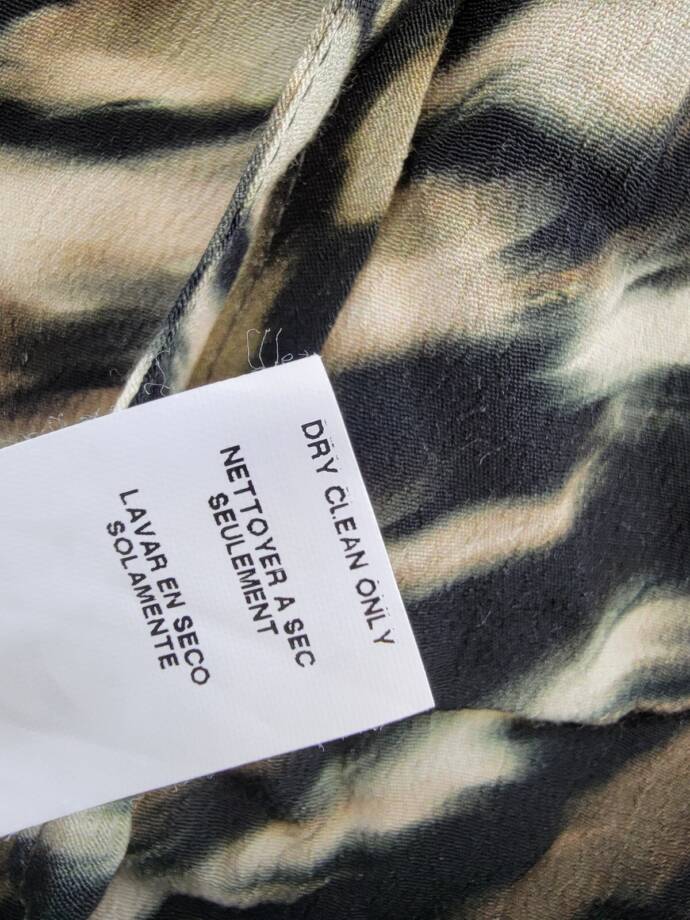 DRY CLEAN ONLY
NETTOYER A SEC
SEULEMENT
LAVAR EN SECO
SOLAMENTE